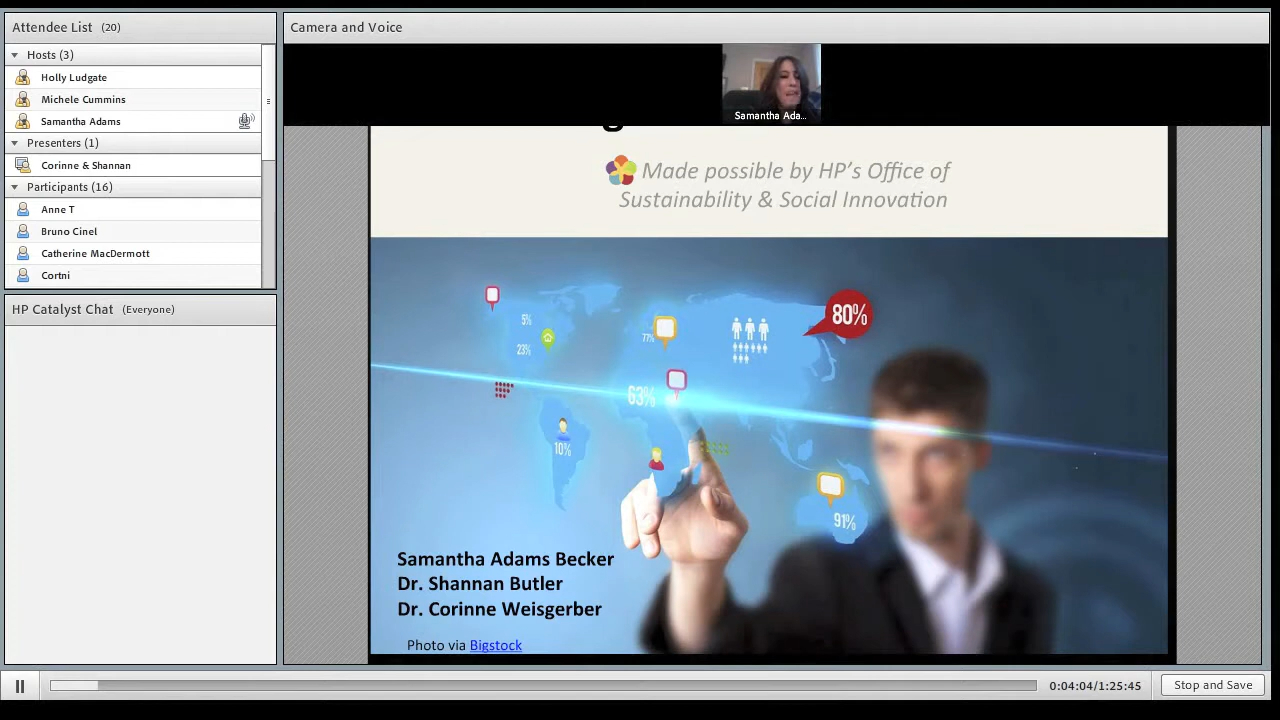 Attendee List (20)
Hosts (3)
Holly Ludgate
Michele Cummins
Samantha Adams
Presenters (1)
Corinne & Shannan
Participants (16)
Anne T
Bruno Cinel
Catherine MacDermott
Cortni
HP Catalyst Chat (Everyone)
Camera and Voice
Samantha Ada...
Made possible by HP's Office of
Sustainability & Social Innovation
80%
5%
23%
77%
63%
10%
91%
Samantha Adams Becker
Dr. Shannan Butler
Dr. Corinne Weisgerber
Photo via Bigstock
0:04:04/1:25:45
Stop and Save